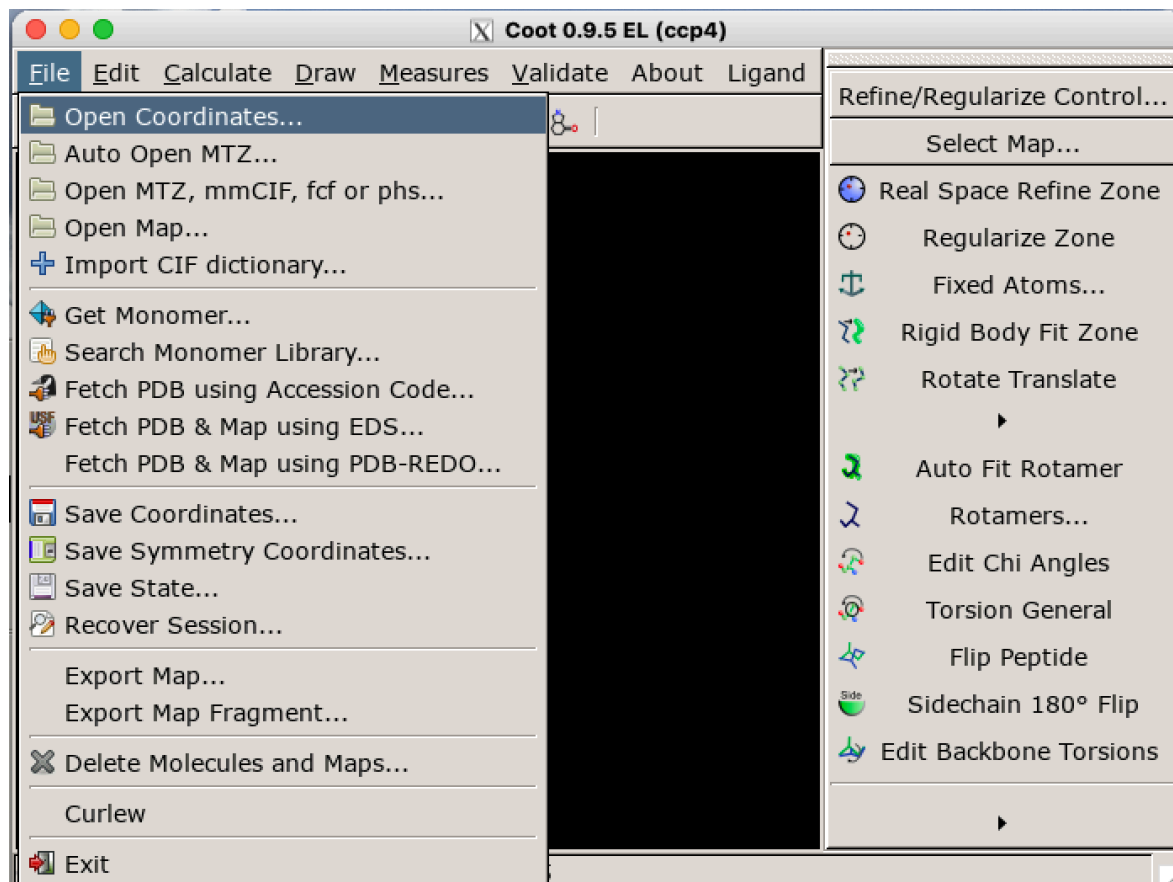 Coot 0.9.5 EL (ccp4)
File Edit Calculate Draw Measures Validate About Ligand
Open Coordinates...
Auto Open MTZ...
Open MTZ, mmCIF, fcf or phs...
Open Map...
Import CIF dictionary...
Get Monomer...
Search Monomer Library...
Fetch PDB using Accession Code...
USF
Fetch PDB & Map using EDS...
Fetch PDB & Map using PDB-REDO...
Save Coordinates...
Save Symmetry Coordinates...
Save State...
Recover Session...
Export Map...
Export Map Fragment...
Delete Molecules and Maps...
Curlew
Exit
Refine/Regularize Control...
Select Map...
Real Space Refine Zone
Regularize Zone
Fixed Atoms...
Rigid Body Fit Zone
Rotate Translate
Auto Fit Rotamer
Rotamers...
Edit Chi Angles
Torsion General
Flip Peptide
Side
Sidechain 180° Flip
Edit Backbone Torsions